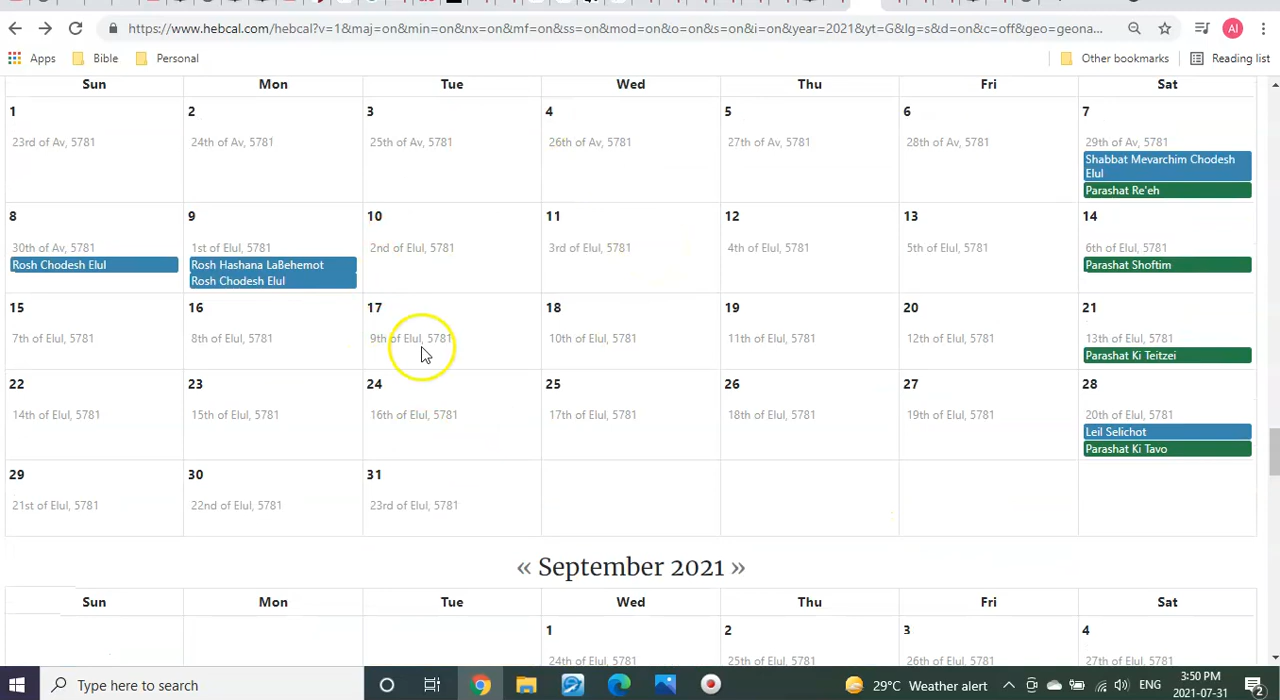 https://www.hebcal.com/hebcal?v=1&maj=on&min=on&nx=on&mf=on&ss=on&mod=on&o=on&s=on&i=on&year=2021&yt=G&lg=s&d=on&c=off&geo=geona...
Apps Bible Personal Other bookmarks Reading list
Sun Mon Tue Wed Thu Fri Sat
1 2 3 4 5 6 7
23rd of Av, 5781 24th of Av, 5781 25th of Av, 5781 26th of Av, 5781 27th of Av, 5781 28th of Av, 5781 29th of Av, 5781
Shabbat Mevarchim Chodesh
Elul
Parashat Re'eh
8 9 10 11 12 13 14
30th of Av, 5781 1st of Elul, 5781 2nd of Elul, 5781 3rd of Elul, 5781 4th of Elul, 5781 5th of Elul, 5781 6th of Elul, 5781
Rosh Chodesh Elul Rosh Hashana LaBehemot Parashat Shoftim
Rosh Chodesh Elul
15 16 17 18 19 20 21
7th of Elul, 5781 8th of Elul, 5781 9th of Elul, 5781 10th of Elul, 5781 11th of Elul, 5781 12th of Elul, 5781 13th of Elul, 5781
Parashat Ki Teitzei
22 23 24 25 26 27 28
14th of Elul, 5781 15th of Elul, 5781 16th of Elul, 5781 17th of Elul, 5781 18th of Elul, 5781 19th of Elul, 5781 20th of Elul, 5781
Leil Selichot
Parashat Ki Tavo
29 30 31
21st of Elul, 5781 22nd of Elul, 5781 23rd of Elul, 5781
« September 2021 »
Sun Mon Tue Wed Thu Fri Sat
1 2 3 4
24th of Elul, 5781 25th of Elul, 5781 26th of Elul, 5781 27th of Elul, 5781
Type here to search 29°C Weather alert ENG 3:50 PM
2021-07-31 2